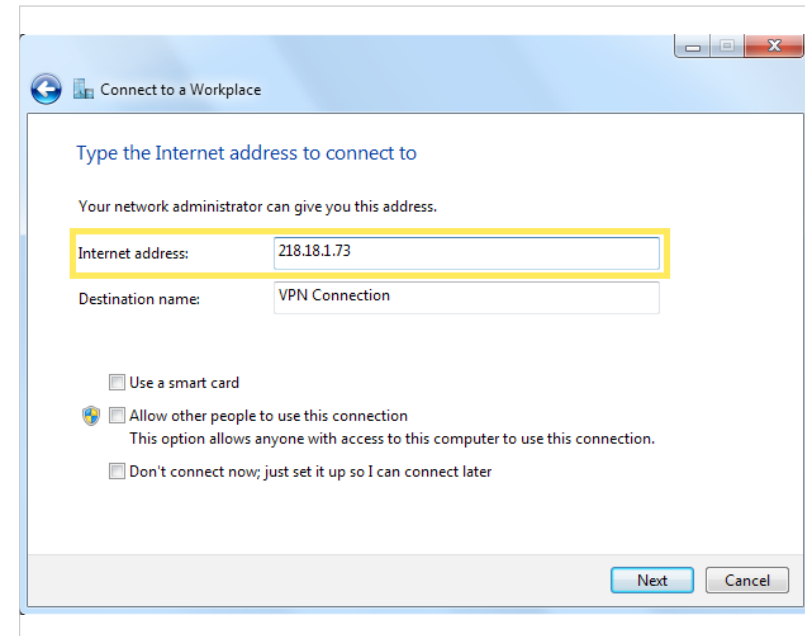 Connect to a Workplace
Type the Internet address to connect to
Your network administrator can give you this address.
Internet address: 218.18.1.73
Destination name: VPN Connection
Use a smart card
Allow other people to use this connection
This option allows anyone with access to this computer to use this connection.
Don't connect now; just set it up so I can connect later
Next Cancel